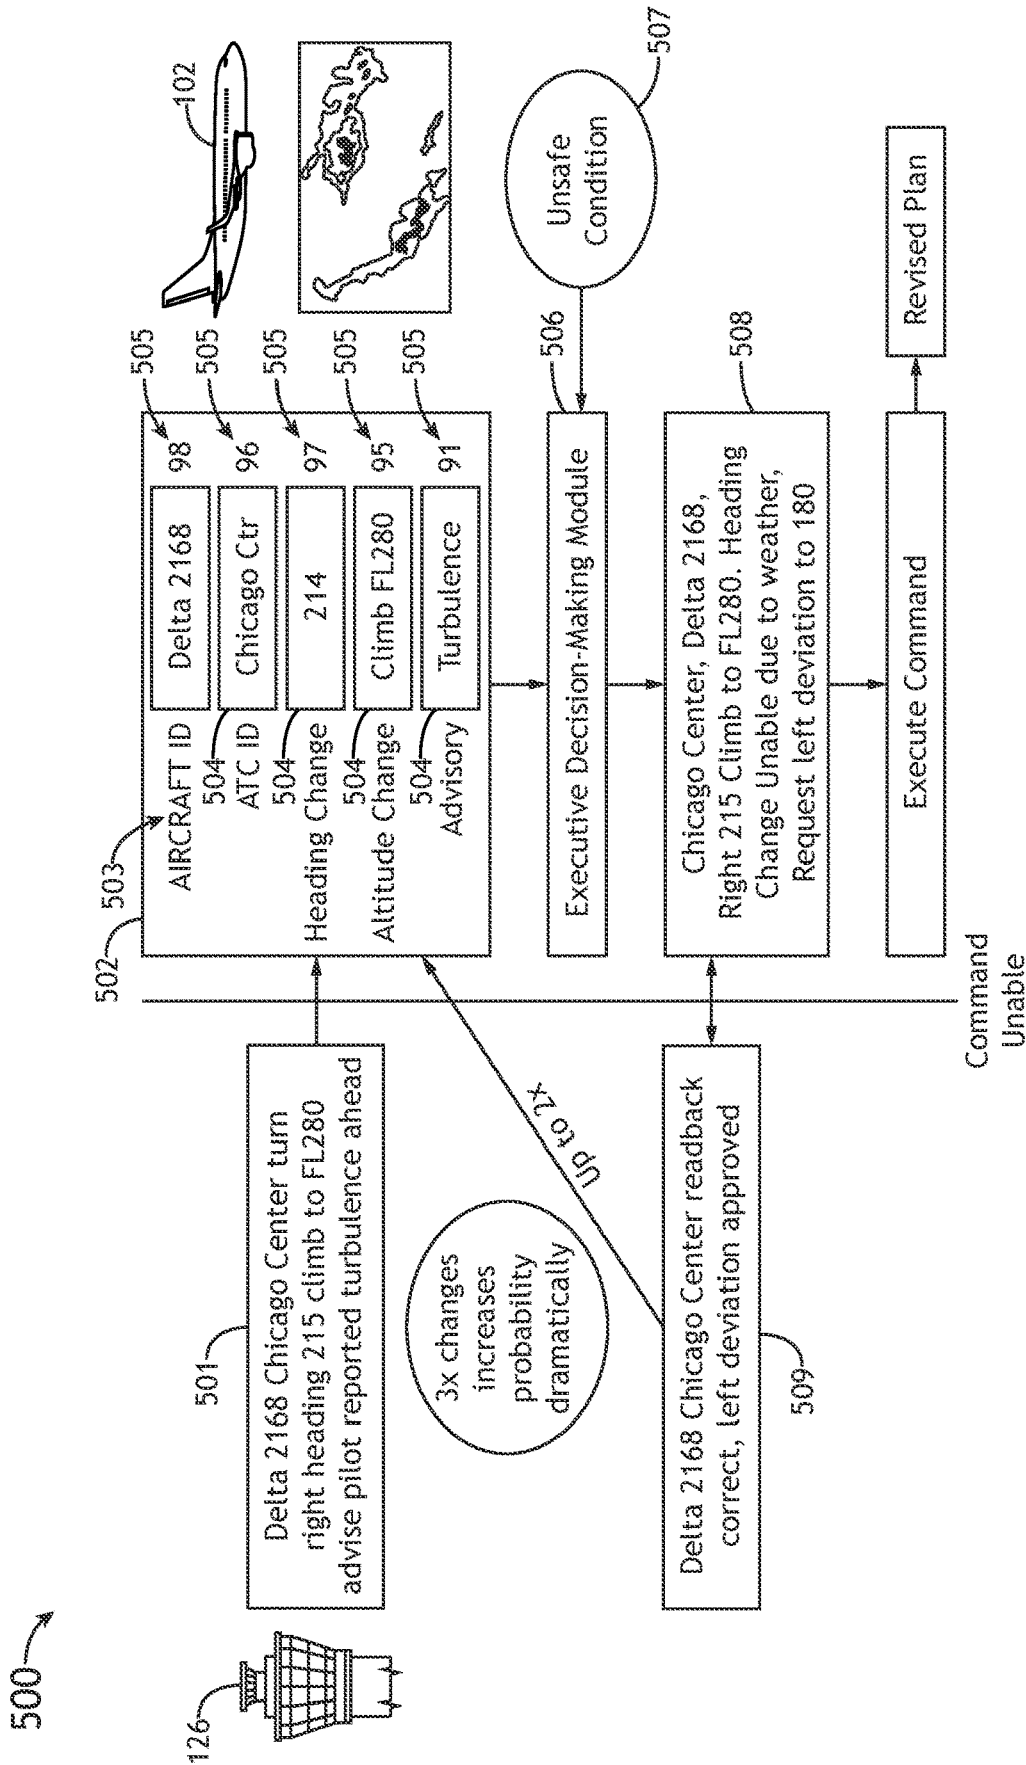 500
126
501
Delta 2168 Chicago Center turn
right heading 215 climb to FL280
advise pilot reported turbulence ahead
3x changes
increases
probability
dramatically
Up to 2x
Delta 2168 Chicago Center readback
correct, left deviation approved
509
Command
Unable
502
503
AIRCRAFT ID
Delta 2168
98
505
504
ATC ID
Chicago Ctr
96
505
504
Heading Change
214
97
505
504
Altitude Change
Climb FL280
95
505
504
Advisory
Turbulence
91
505
102
Executive Decision-Making Module
506
Unsafe
Condition
507
Chicago Center, Delta 2168,
Right 215 Climb to FL280. Heading
Change Unable due to weather,
Request left deviation to 180
508
Execute Command
Revised Plan